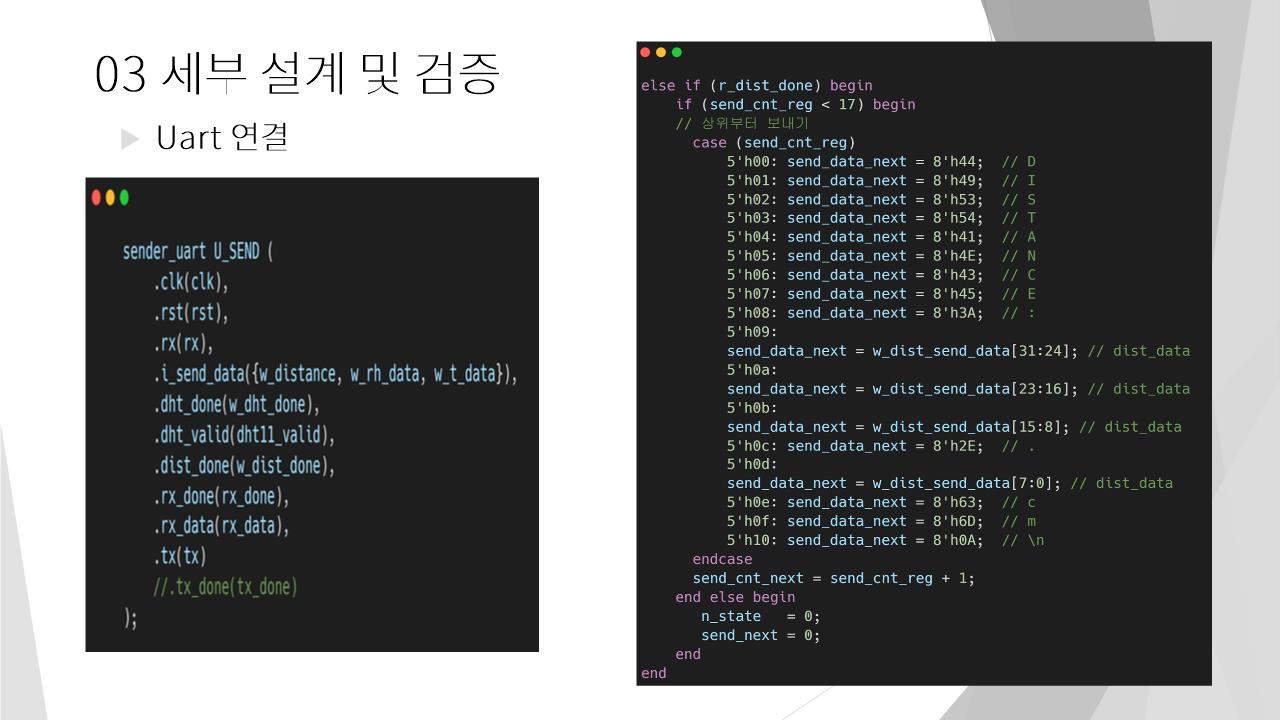 03 세부 설계 및 검증
Uart 연결
sender_uart U_SEND (
.clk(clk),
.rst(rst),
.rx(rx),
.i_send_data({w_distance, w_rh_data, w_t_data}),
.dht_done(w_dht_done),
.dht_valid(dht11_valid),
.dist_done(w_dist_done),
.rx_done(rx_done),
.rx_data(rx_data),
.tx(tx)
//.tx_done(tx_done)
);
else if (r_dist_done) begin
if (send_cnt_reg < 17) begin
// 상위부터 보내기
case (send_cnt_reg)
5'h00: send_data_next = 8'h44; // D
5'h01: send_data_next = 8'h49; // I
5'h02: send_data_next = 8'h53; // S
5'h03: send_data_next = 8'h54; // T
5'h04: send_data_next = 8'h41; // A
5'h05: send_data_next = 8'h4E; // N
5'h06: send_data_next = 8'h43; // C
5'h07: send_data_next = 8'h45; // E
5'h08: send_data_next = 8'h3A; // :
5'h09:
send_data_next = w_dist_send_data[31:24]; // dist_data
5'h0a:
send_data_next = w_dist_send_data[23:16]; // dist_data
5'h0b:
send_data_next = w_dist_send_data[15:8]; // dist_data
5'h0c: send_data_next = 8'h2E; // .
5'h0d:
send_data_next = w_dist_send_data[7:0]; // dist_data
5'h0e: send_data_next = 8'h63; // c
5'h0f: send_data_next = 8'h6D; // m
5'h10: send_data_next = 8'h0A; // \n
endcase
send_cnt_next = send_cnt_reg + 1;
end else begin
n_state = 0;
send_next = 0;
end
end